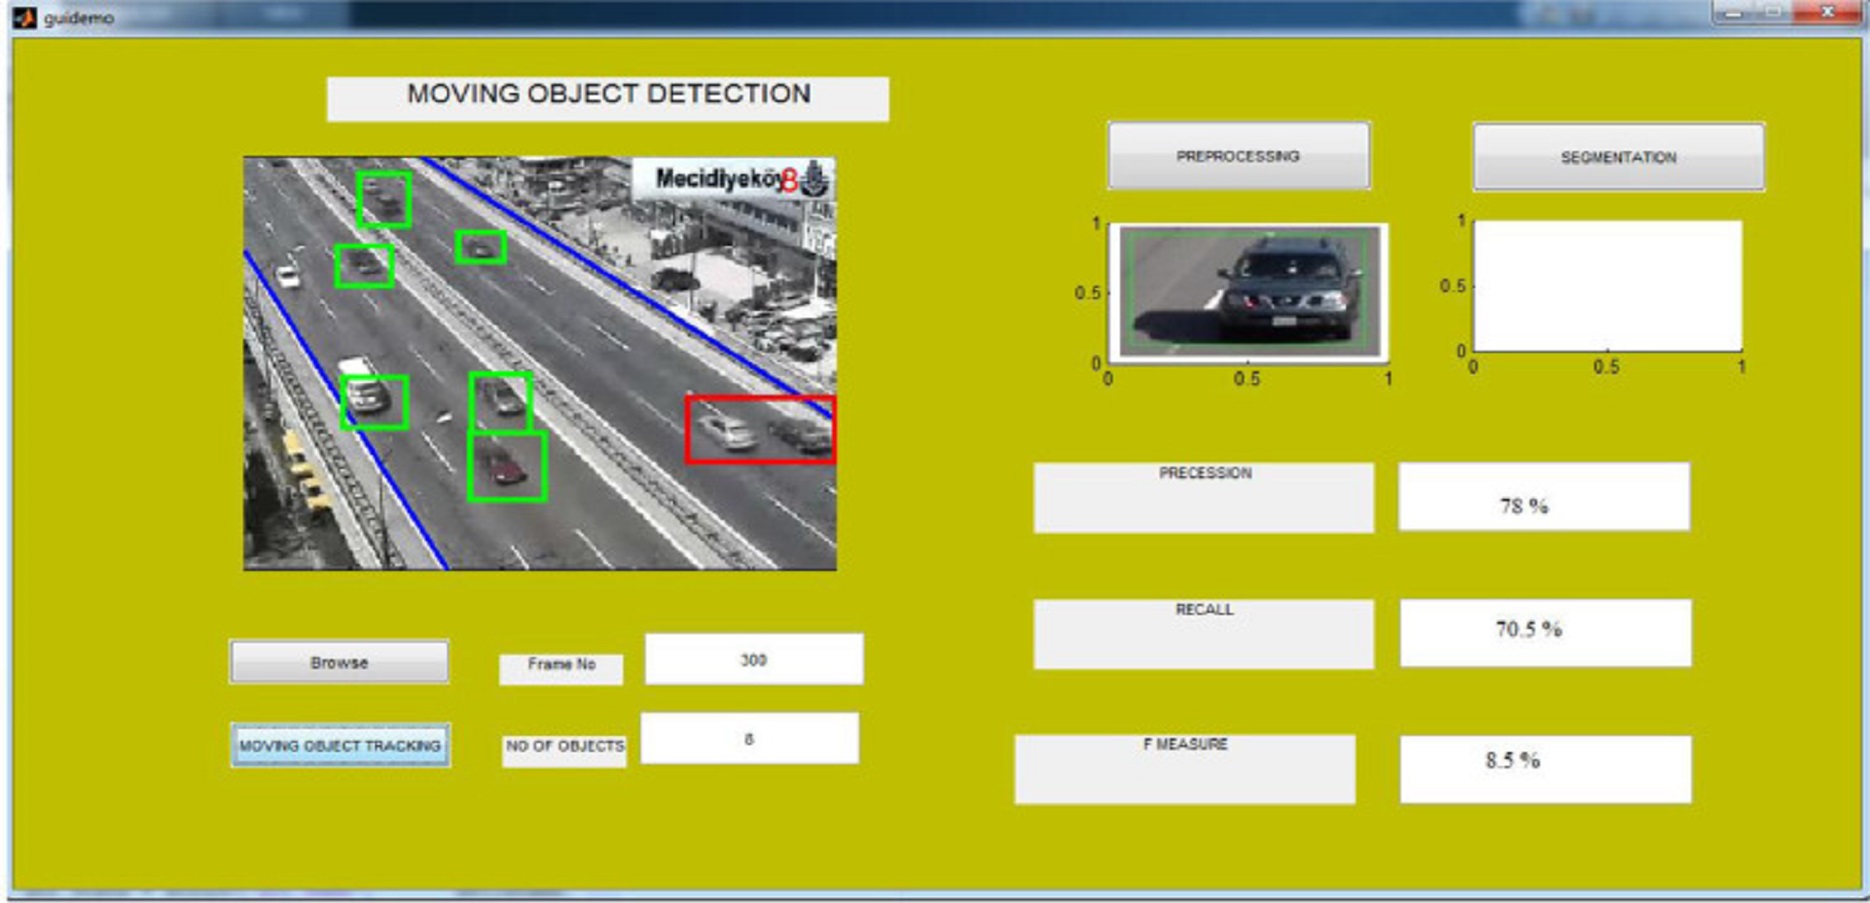 guidemo
MOVING OBJECT DETECTION
Mecidiyeköy
8
PREPROCESSING
SEGMENTATION
1
0.5
0
0
0.5
1
1
0.5
0
0
0.5
1
PRECESSION
78 %
RECALL
70.5 %
F MEASURE
8.5 %
Browse
Frame No
300
MOVING OBJECT TRACKING
NO OF OBJECTS